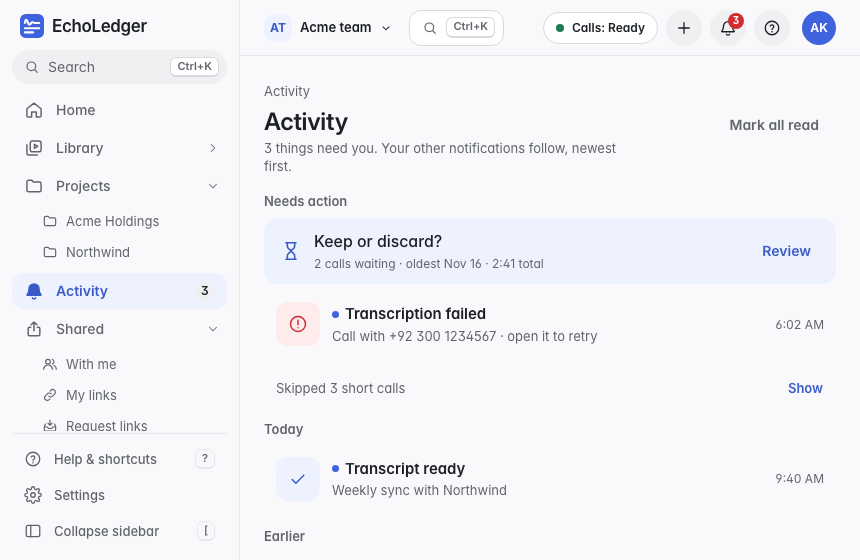 EchoLedger
Search
Ctrl+K
Home
Library
Projects
Acme Holdings
Northwind
Activity
3
Shared
With me
My links
Request links
Help & shortcuts
?
Settings
Collapse sidebar
[
AT
Acme team
Ctrl+K
Calls: Ready
3
AK
Activity
Activity
Mark all read
3 things need you. Your other notifications follow, newest
first.
Needs action
Keep or discard?
2 calls waiting · oldest Nov 16 · 2:41 total
Review
Transcription failed
Call with +92 300 1234567 · open it to retry
6:02 AM
Skipped 3 short calls
Show
Today
Transcript ready
Weekly sync with Northwind
9:40 AM
Earlier